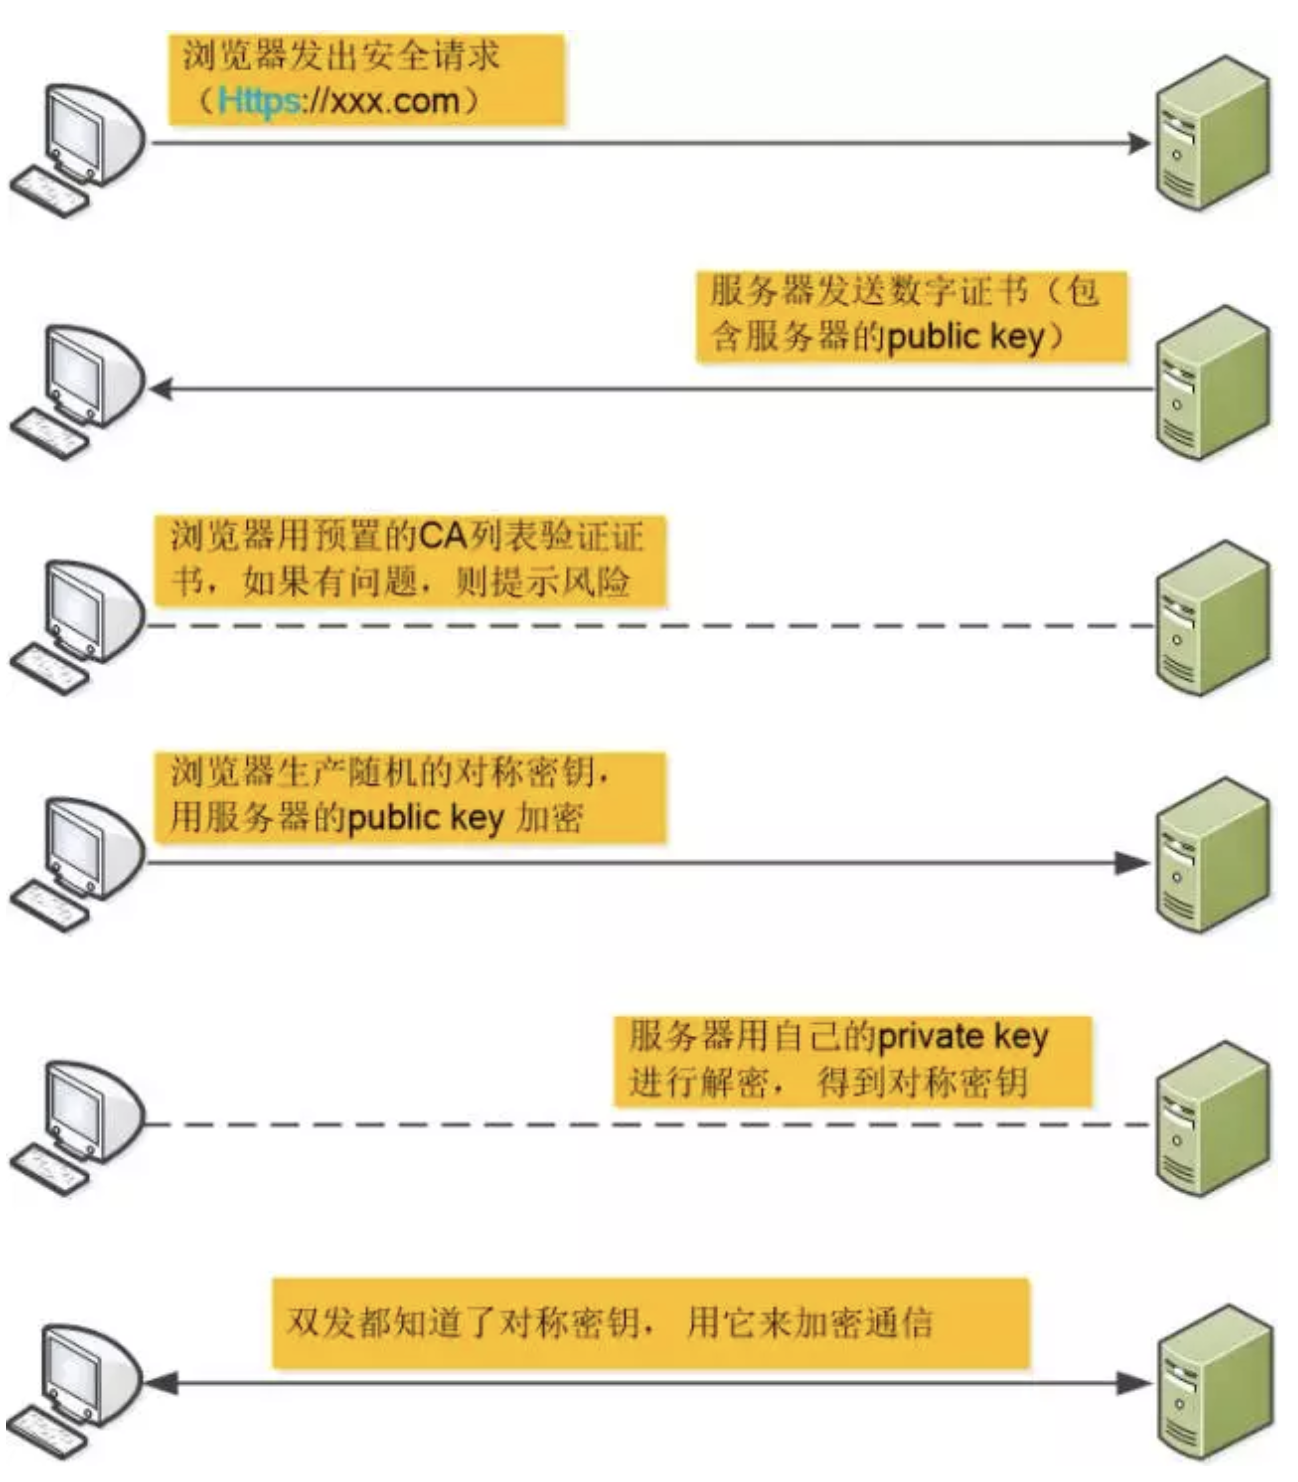 浏览器发出安全请求
（Https://xxx.com）
服务器发送数字证书（包
含服务器的public key）
浏览器用预置的CA列表验证证
书，如果有问题，则提示风险
浏览器生产随机的对称密钥，
用服务器的public key 加密
服务器用自己的private key
进行解密， 得到对称密钥
双发都知道了对称密钥， 用它来加密通信